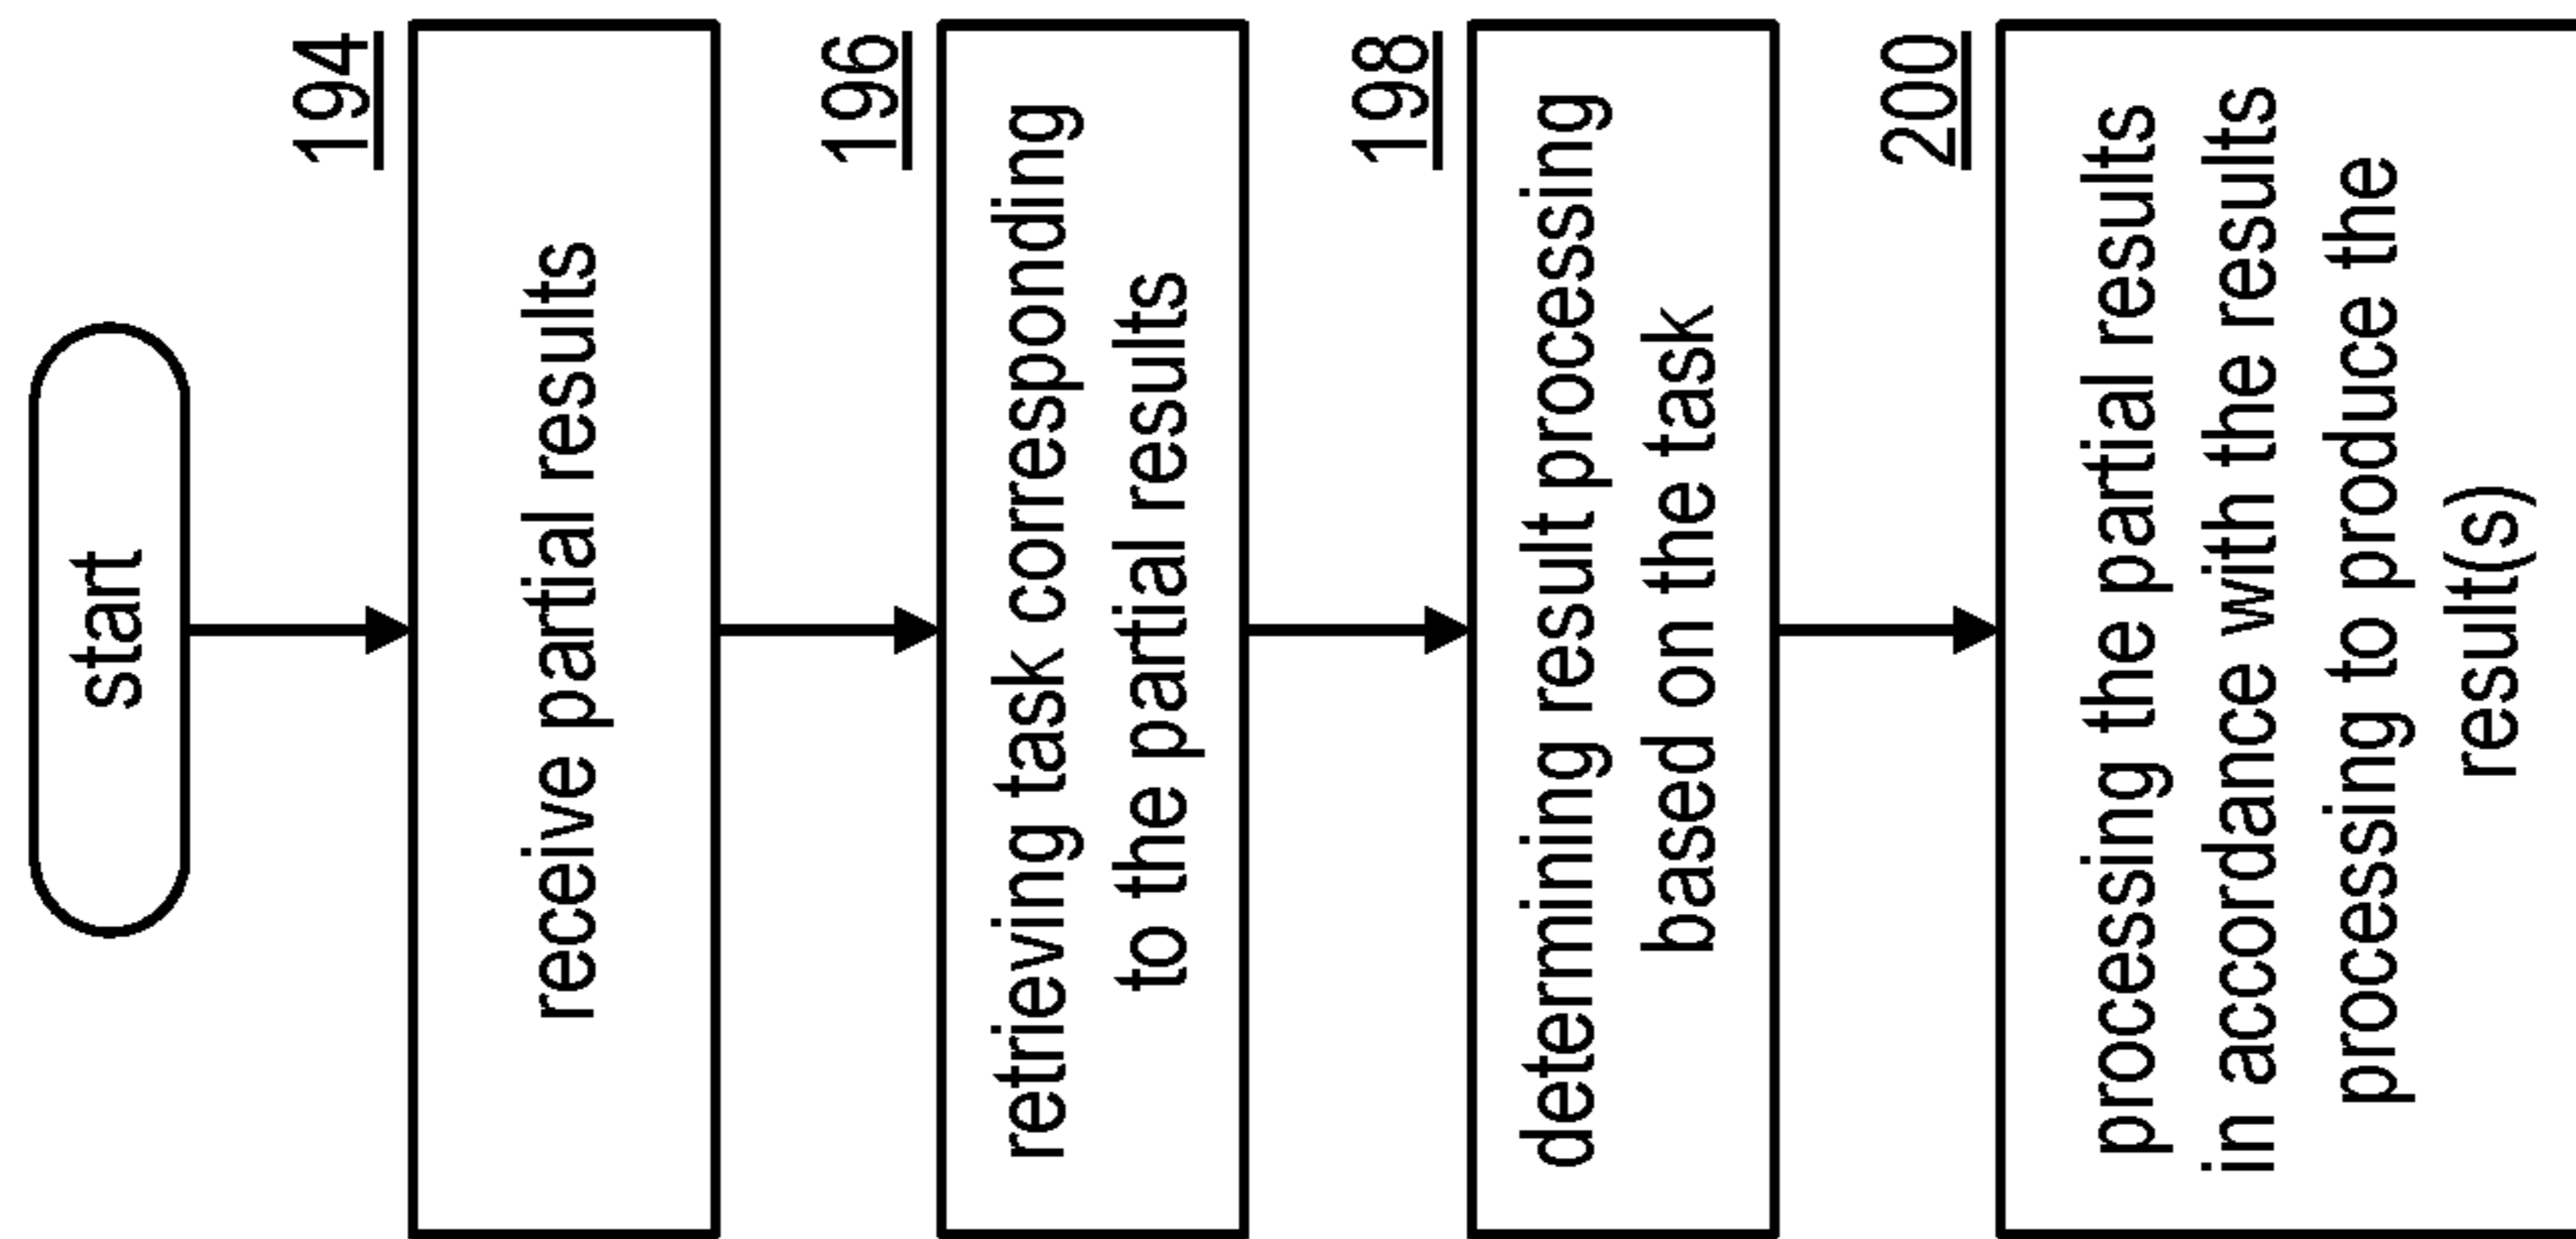 start
194
receive partial results
196
retrieving task corresponding
to the partial results
198
determining result processing
based on the task
200
processing the partial results
in accordance with the results
processing to produce the
result(s)